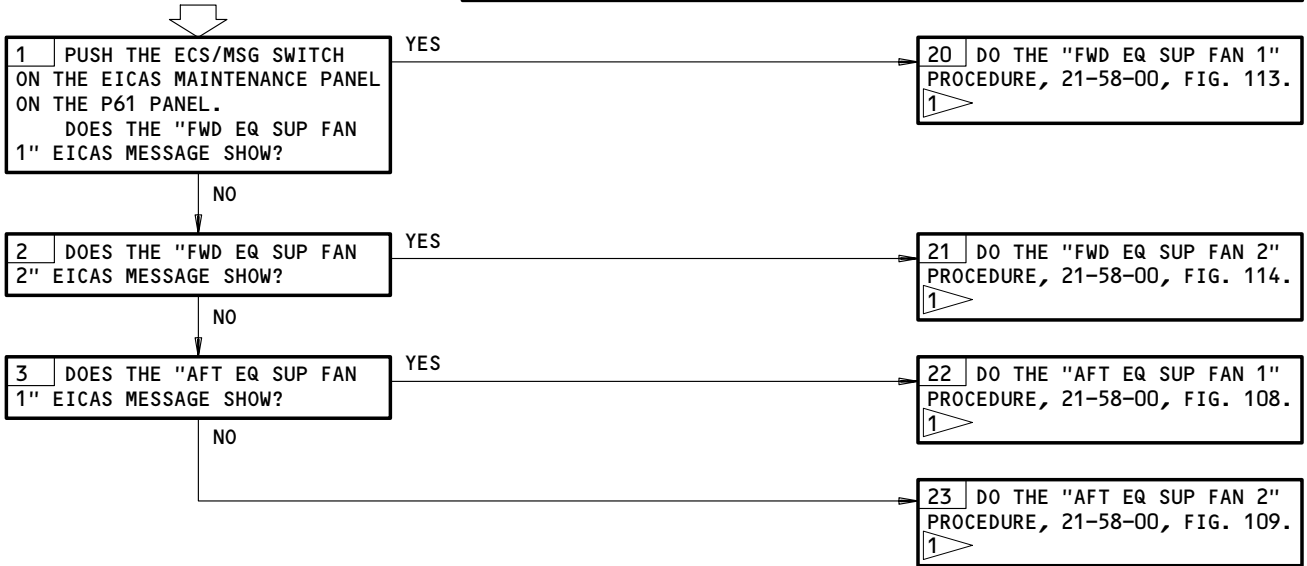 1 PUSH THE ECS/MSG SWITCH
ON THE EICAS MAINTENANCE PANEL
ON THE P61 PANEL.
DOES THE "FWD EQ SUP FAN
1" EICAS MESSAGE SHOW?
YES
20 DO THE "FWD EQ SUP FAN 1"
PROCEDURE, 21-58-00, FIG. 113.
1
NO
2 DOES THE "FWD EQ SUP FAN
2" EICAS MESSAGE SHOW?
YES
21 DO THE "FWD EQ SUP FAN 2"
PROCEDURE, 21-58-00, FIG. 114.
1
NO
3 DOES THE "AFT EQ SUP FAN
1" EICAS MESSAGE SHOW?
YES
22 DO THE "AFT EQ SUP FAN 1"
PROCEDURE, 21-58-00, FIG. 108.
1
NO
23 DO THE "AFT EQ SUP FAN 2"
PROCEDURE, 21-58-00, FIG. 109.
1